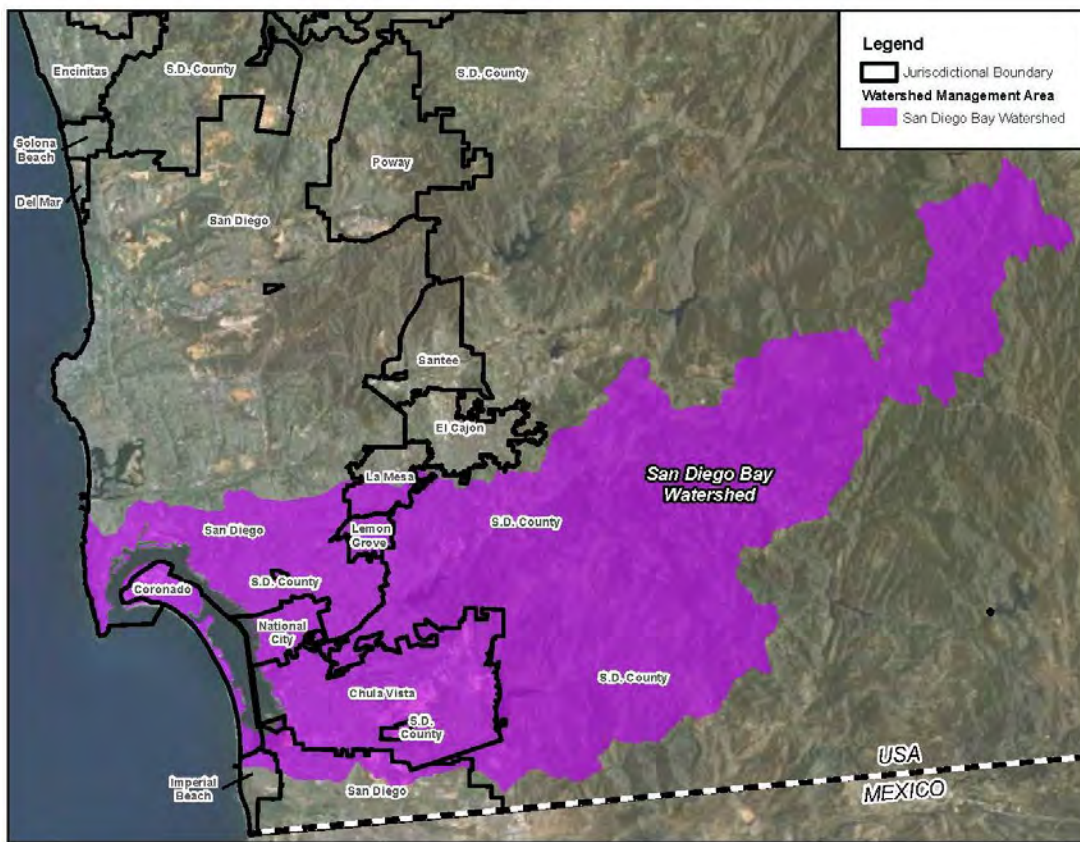 Legend
Jurisdictional Boundary
Watershed Management Area
San Diego Bay Watershed
Encinitas
S.D. County
S.D. County
Solona
Beach
Poway
Del Mar
San Diego
Santee
El Cajon
La Mesa
San Diego Bay
Watershed
San Diego
Lemon
Grove
S.D. County
S.D. County
Coronado
National
City
S.D. County
Chula Vista
S.D.
County
USA
MEXICO
Imperial
Beach
San Diego